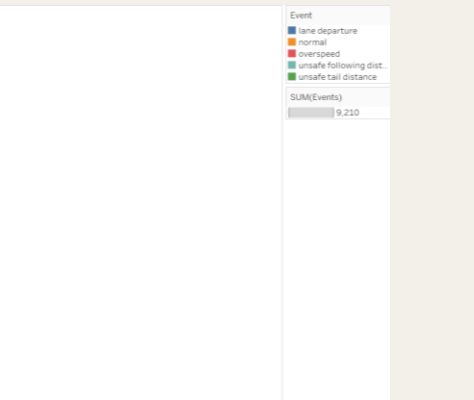 Event
lane departure
normal
overspeed
unsafe following dist..
unsafe tail distance
SUM(Events)
9,210